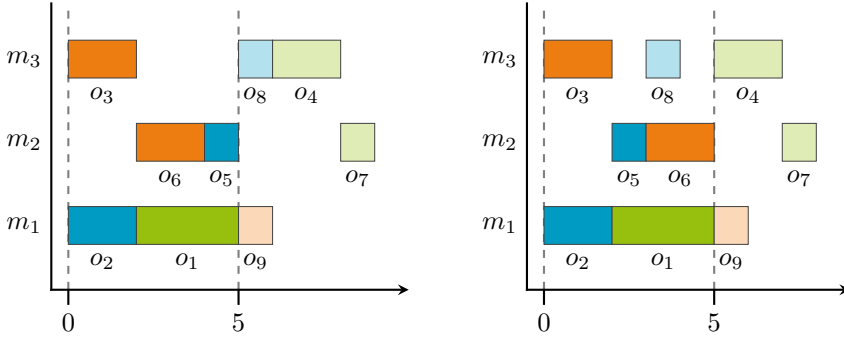 m₃ o₃ o₈ o₄
m₂ o₆ o₅ o₇
m₁ o₂ o₁ o₉
0 5
m₃ o₃ o₈ o₄
m₂ o₅ o₆ o₇
m₁ o₂ o₁ o₉
0 5